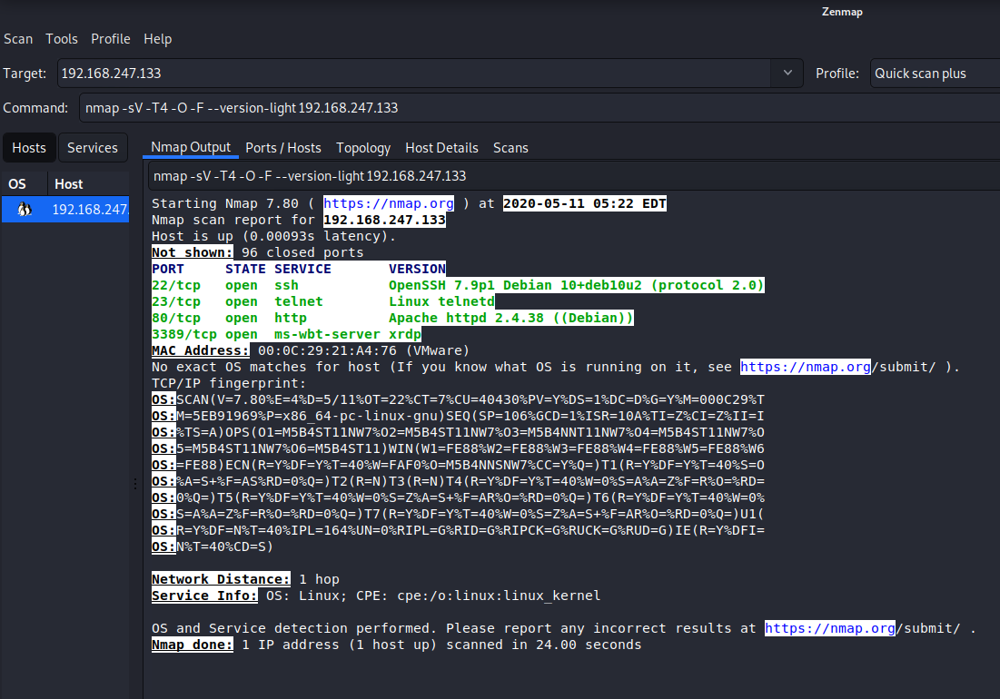 Zenmap
Scan Tools Profile Help
Target: 192.168.247.133 Profile: Quick scan plus
Command: nmap -sV -T4 -O -F --version-light 192.168.247.133
Hosts Services Nmap Output Ports / Hosts Topology Host Details Scans
nmap -sV -T4 -O -F --version-light 192.168.247.133
OS Host
192.168.247.
Starting Nmap 7.80 ( https://nmap.org ) at 2020-05-11 05:22 EDT
Nmap scan report for 192.168.247.133
Host is up (0.00093s latency).
Not shown: 96 closed ports
PORT     STATE SERVICE       VERSION
22/tcp   open  ssh           OpenSSH 7.9p1 Debian 10+deb10u2 (protocol 2.0)
23/tcp   open  telnet        Linux telnetd
80/tcp   open  http          Apache httpd 2.4.38 ((Debian))
3389/tcp open  ms-wbt-server xrdp
MAC Address: 00:0C:29:21:A4:76 (VMware)
No exact OS matches for host (If you know what OS is running on it, see https://nmap.org/submit/ ).
TCP/IP fingerprint:
OS:SCAN(V=7.80%E=4%D=5/11%OT=22%CT=7%CU=40430%PV=Y%DS=1%DC=D%G=Y%M=000C29%T
OS:M=5EB91969%P=x86_64-pc-linux-gnu)SEQ(SP=106%GCD=1%ISR=10A%TI=Z%CI=Z%II=I
OS:%TS=A)OPS(O1=M5B4ST11NW7%O2=M5B4ST11NW7%O3=M5B4NNT11NW7%O4=M5B4ST11NW7%O
OS:5=M5B4ST11NW7%O6=M5B4ST11)WIN(W1=FE88%W2=FE88%W3=FE88%W4=FE88%W5=FE88%W6
OS:=FE88)ECN(R=Y%DF=Y%T=40%W=FAF0%O=M5B4NNSNW7%CC=Y%Q=)T1(R=Y%DF=Y%T=40%S=O
OS:%A=S+%F=AS%RD=0%Q=)T2(R=N)T3(R=N)T4(R=Y%DF=Y%T=40%W=0%S=A%A=Z%F=R%O=%RD=
OS:0%Q=)T5(R=Y%DF=Y%T=40%W=0%S=Z%A=S+%F=AR%O=%RD=0%Q=)T6(R=Y%DF=Y%T=40%W=0%
OS:S=A%A=Z%F=R%O=%RD=0%Q=)T7(R=Y%DF=Y%T=40%W=0%S=Z%A=S+%F=AR%O=%RD=0%Q=)U1(
OS:R=Y%DF=N%T=40%IPL=164%UN=0%RIPL=G%RID=G%RIPCK=G%RUCK=G%RUD=G)IE(R=Y%DFI=
OS:N%T=40%CD=S)
Network Distance: 1 hop
Service Info: OS: Linux; CPE: cpe:/o:linux:linux_kernel
OS and Service detection performed. Please report any incorrect results at https://nmap.org/submit/ .
Nmap done: 1 IP address (1 host up) scanned in 24.00 seconds